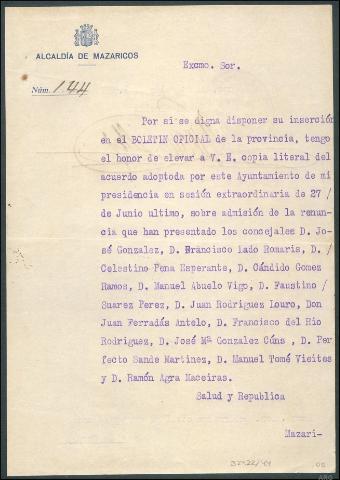 ALCALDÍA DE MAZARICOS
Núm. 144
Excmo. Sor.
Por si se digna disponer su inserción
en el BOLETIN OFICIAL de la provincia, tengo
el honor de elevar a V. E. copia literal del
acuerdo adoptoda por este Ayuntamiento de mi
presidencia en sesión extraordinaria de 27 /
de Junio ultimo, sobre admisión de la renun
cia que han presentado los concejales D. Jo-
sé Gonzalez, D. Francisco Lado Romaris, D. /
Celestino Pena Esperante, D. Cándido Gomez
Ramos, D. Manuel Abuelo Vigo, D. Faustino /
Suarez Perez, D. Juan Rodriguez Louro, Don
Juan Ferradás Antelo, D. Francisco del Rio
Rodriguez, D. José Mª Gonzalez Cúns , D. Per
fecto Sande Martinez, D. Manuel Tomé Vieites
y D. Ramón Agra Maceiras.
Salud y Republica
Mazari-